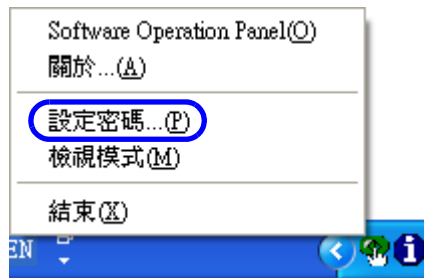 Software Operation Panel(O)
關於...(A)
設定密碼...(P)
檢視模式(M)
結束(X)
EN